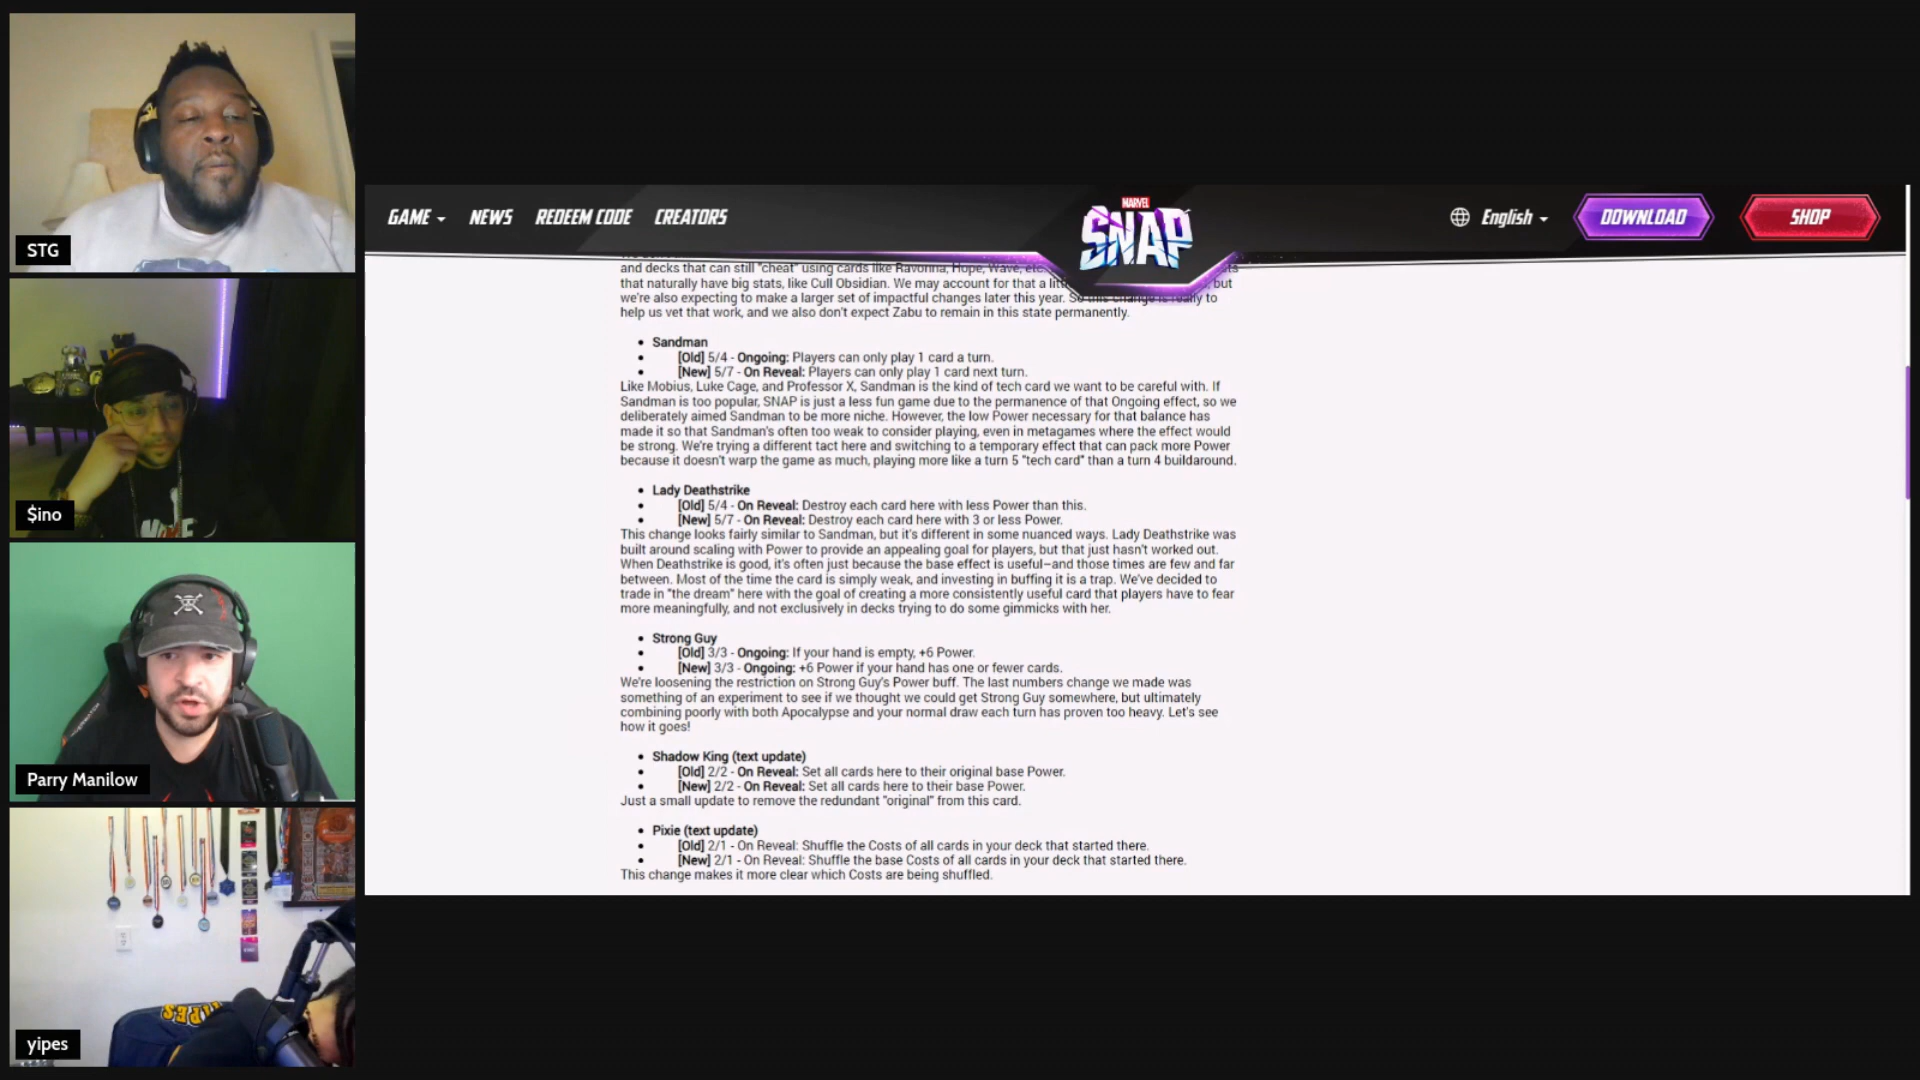 STG
$ino
Parry Manilow
YIPES
yipes
GAME
NEWS
REDEEM CODE
CREATORS
MARVEL
SNAP
English
DOWNLOAD
SHOP
and decks that can still "cheat" using cards like Ravonna, Hope, Wave, etc.
that naturally have big stats, like Cull Obsidian. We may account for that a but
we're also expecting to make a larger set of impactful changes later this year. So this change is really to
help us vet that work, and we also don't expect Zabu to remain in this state permanently.
• Sandman
• [Old] 5/4 - Ongoing: Players can only play 1 card a turn.
• [New] 5/7 - On Reveal: Players can only play 1 card next turn.
Like Mobius, Luke Cage, and Professor X, Sandman is the kind of tech card we want to be careful with. If
Sandman is too popular, SNAP is just a less fun game due to the permanence of that Ongoing effect, so we
deliberately aimed Sandman to be more niche. However, the low Power necessary for that balance has
made it so that Sandman's often too weak to consider playing, even in metagames where the effect would
be strong. We're trying a different tact here and switching to a temporary effect that can pack more Power
because it doesn't warp the game as much, playing more like a turn 5 "tech card" than a turn 4 buildaround.
• Lady Deathstrike
• [Old] 5/4 - On Reveal: Destroy each card here with less Power than this.
• [New] 5/7 - On Reveal: Destroy each card here with 3 or less Power.
This change looks fairly similar to Sandman, but it's different in some nuanced ways. Lady Deathstrike was
built around scaling with Power to provide an appealing goal for players, but that just hasn't worked out.
When Deathstrike is good, it's often just because the base effect is useful–and those times are few and far
between. Most of the time the card is simply weak, and investing in buffing it is a trap. We've decided to
trade in "the dream" here with the goal of creating a more consistently useful card that players have to fear
more meaningfully, and not exclusively in decks trying to do some gimmicks with her.
• Strong Guy
• [Old] 3/3 - Ongoing: If your hand is empty, +6 Power.
• [New] 3/3 - Ongoing: +6 Power if your hand has one or fewer cards.
We're loosening the restriction on Strong Guy's Power buff. The last numbers change we made was
something of an experiment to see if we thought we could get Strong Guy somewhere, but ultimately
combining poorly with both Apocalypse and your normal draw each turn has proven too heavy. Let's see
how it goes!
• Shadow King (text update)
• [Old] 2/2 - On Reveal: Set all cards here to their original base Power.
• [New] 2/2 - On Reveal: Set all cards here to their base Power.
Just a small update to remove the redundant "original" from this card.
• Pixie (text update)
• [Old] 2/1 - On Reveal: Shuffle the Costs of all cards in your deck that started there.
• [New] 2/1 - On Reveal: Shuffle the base Costs of all cards in your deck that started there.
This change makes it more clear which Costs are being shuffled.